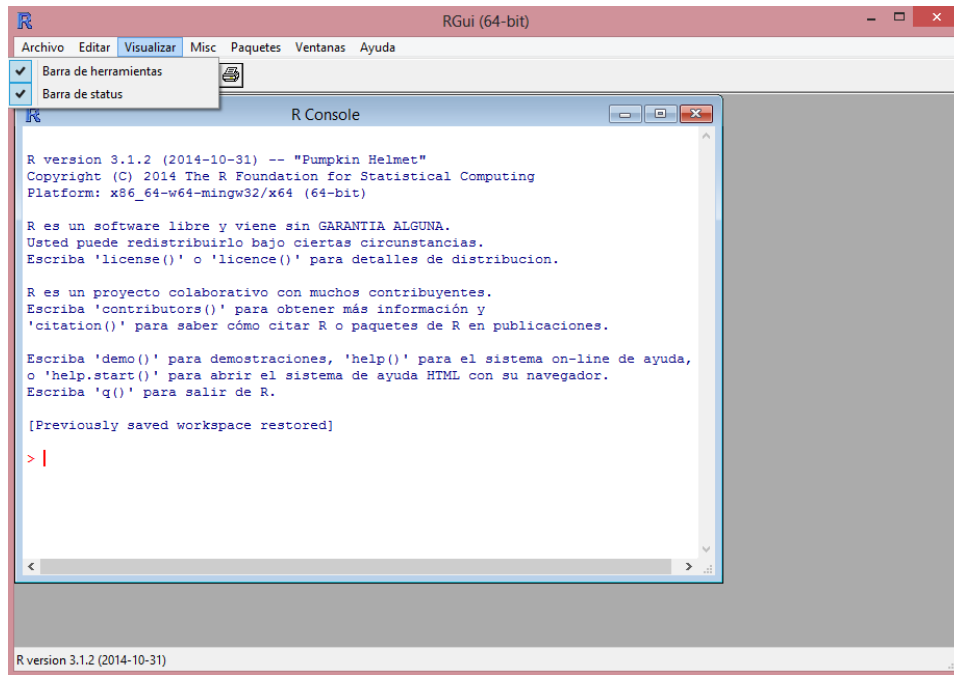 RGui (64-bit)
Archivo Editar Visualizar Misc Paquetes Ventanas Ayuda
Barra de herramientas
Barra de status
R Console
R version 3.1.2 (2014-10-31) -- "Pumpkin Helmet"
Copyright (C) 2014 The R Foundation for Statistical Computing
Platform: x86_64-w64-mingw32/x64 (64-bit)
R es un software libre y viene sin GARANTIA ALGUNA.
Usted puede redistribuirlo bajo ciertas circunstancias.
Escriba 'license()' o 'licence()' para detalles de distribucion.
R es un proyecto colaborativo con muchos contribuyentes.
Escriba 'contributors()' para obtener más información y
'citation()' para saber cómo citar R o paquetes de R en publicaciones.
Escriba 'demo()' para demostraciones, 'help()' para el sistema on-line de ayuda,
o 'help.start()' para abrir el sistema de ayuda HTML con su navegador.
Escriba 'q()' para salir de R.
[Previously saved workspace restored]
>
R version 3.1.2 (2014-10-31)